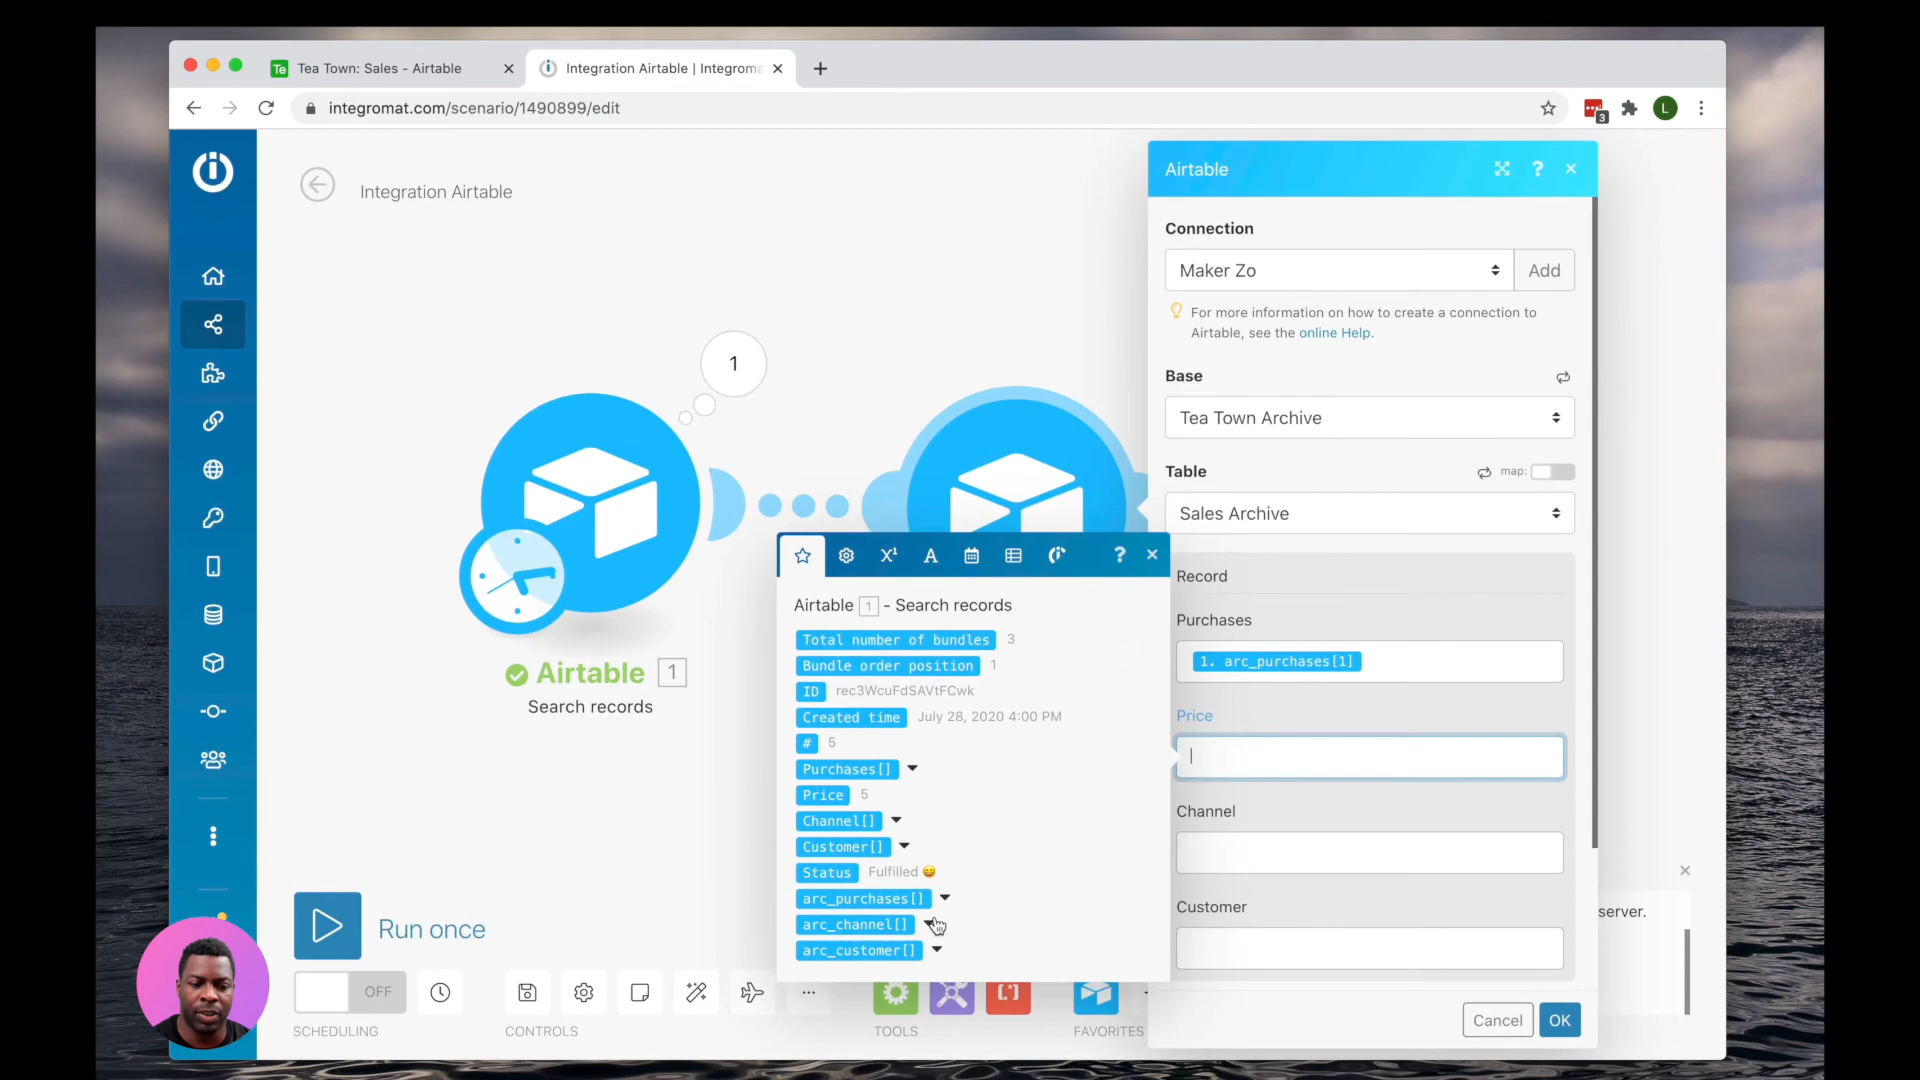 Te
Tea Town: Sales - Airtable
Integration Airtable | Integroma
integromat.com/scenario/1490899/edit
3
L
Integration Airtable
1
Airtable 1
Search records
Run once
OFF
SCHEDULING
CONTROLS
TOOLS
FAVORITES
server.
Airtable
?
Connection
Maker Zo
Add
For more information on how to create a connection to
Airtable, see the online Help.
Base
Tea Town Archive
Table
map:
Sales Archive
Record
Purchases
1. arc_purchases[1]
Price
Channel
Customer
Cancel
OK
X¹
A
?
Airtable 1 - Search records
Total number of bundles 3
Bundle order position 1
ID rec3WcuFdSAVtFCwk
Created time July 28, 2020 4:00 PM
# 5
Purchases[]
Price 5
Channel[]
Customer[]
Status Fulfilled 😄
arc_purchases[]
arc_channel[]
arc_customer[]